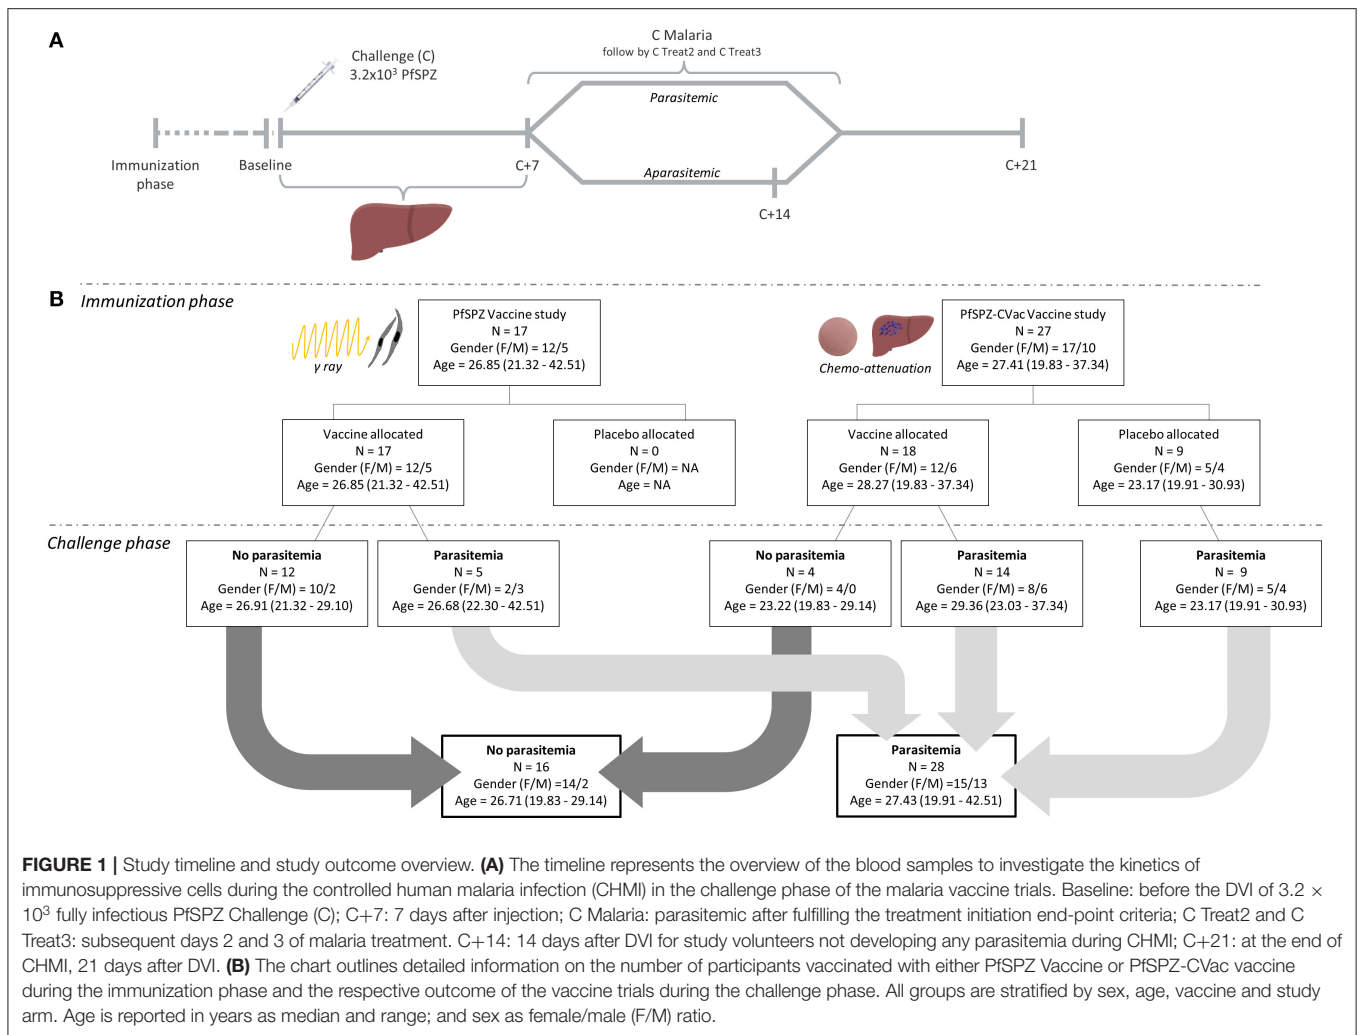 A
Challenge (C)
3.2x10³ PfSPZ
C Malaria
follow by C Treat2 and C Treat3
Parasitemic
Immunization
phase
Baseline
C+7
Aparasitemic
C+14
C+21
B
Immunization phase
γ ray
PfSPZ Vaccine study
N = 17
Gender (F/M) = 12/5
Age = 26.85 (21.32 - 42.51)
Chemo-attenuation
PfSPZ-CVac Vaccine study
N = 27
Gender (F/M) = 17/10
Age = 27.41 (19.83 - 37.34)
Vaccine allocated
N = 17
Gender (F/M) = 12/5
Age = 26.85 (21.32 - 42.51)
Placebo allocated
N = 0
Gender (F/M) = NA
Age = NA
Vaccine allocated
N = 18
Gender (F/M) = 12/6
Age = 28.27 (19.83 - 37.34)
Placebo allocated
N = 9
Gender (F/M) = 5/4
Age = 23.17 (19.91 - 30.93)
Challenge phase
No parasitemia
N = 12
Gender (F/M) = 10/2
Age = 26.91 (21.32 - 29.10)
Parasitemia
N = 5
Gender (F/M) = 2/3
Age = 26.68 (22.30 - 42.51)
No parasitemia
N = 4
Gender (F/M) = 4/0
Age = 23.22 (19.83 - 29.14)
Parasitemia
N = 14
Gender (F/M) = 8/6
Age = 29.36 (23.03 - 37.34)
Parasitemia
N = 9
Gender (F/M) = 5/4
Age = 23.17 (19.91 - 30.93)
No parasitemia
N = 16
Gender (F/M) =14/2
Age = 26.71 (19.83 - 29.14)
Parasitemia
N = 28
Gender (F/M) =15/13
Age = 27.43 (19.91 - 42.51)
FIGURE 1 | Study timeline and study outcome overview. (A) The timeline represents the overview of the blood samples to investigate the kinetics of
immunosuppressive cells during the controlled human malaria infection (CHMI) in the challenge phase of the malaria vaccine trials. Baseline: before the DVI of 3.2 ×
10³ fully infectious PfSPZ Challenge (C); C+7: 7 days after injection; C Malaria: parasitemic after fulfilling the treatment initiation end-point criteria; C Treat2 and C
Treat3: subsequent days 2 and 3 of malaria treatment. C+14: 14 days after DVI for study volunteers not developing any parasitemia during CHMI; C+21: at the end of
CHMI, 21 days after DVI. (B) The chart outlines detailed information on the number of participants vaccinated with either PfSPZ Vaccine or PfSPZ-CVac vaccine
during the immunization phase and the respective outcome of the vaccine trials during the challenge phase. All groups are stratified by sex, age, vaccine and study
arm. Age is reported in years as median and range; and sex as female/male (F/M) ratio.